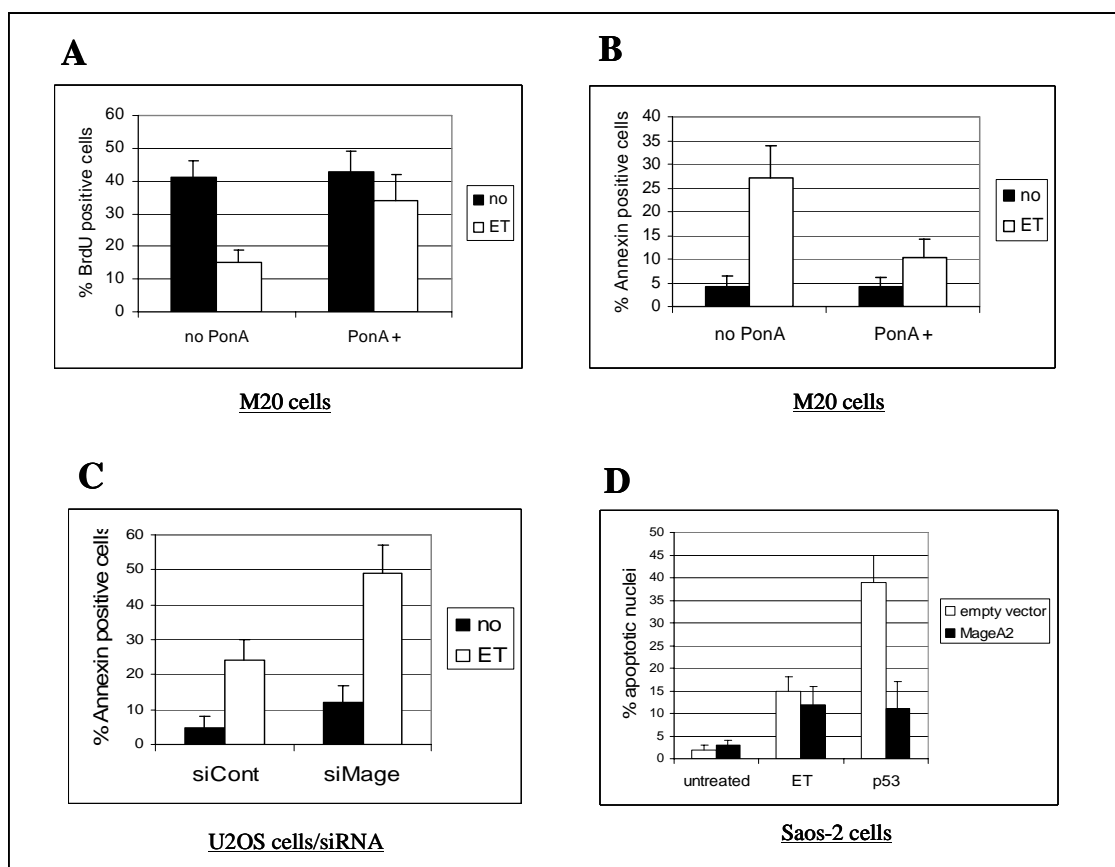 A
% BrdU positive cells
60
50
40
30
20
10
0
no PonA
PonA +
no
ET
M20 cells
B
% Annexin positive cells
40
35
30
25
20
15
10
5
0
no PonA
PonA +
no
ET
M20 cells
C
% Annexin positive cells
60
50
40
30
20
10
0
siCont
siMage
no
ET
U2OS cells/siRNA
D
% apoptotic nuclei
50
45
40
35
30
25
20
15
10
5
0
untreated
ET
p53
empty vector
MageA2
Saos-2 cells